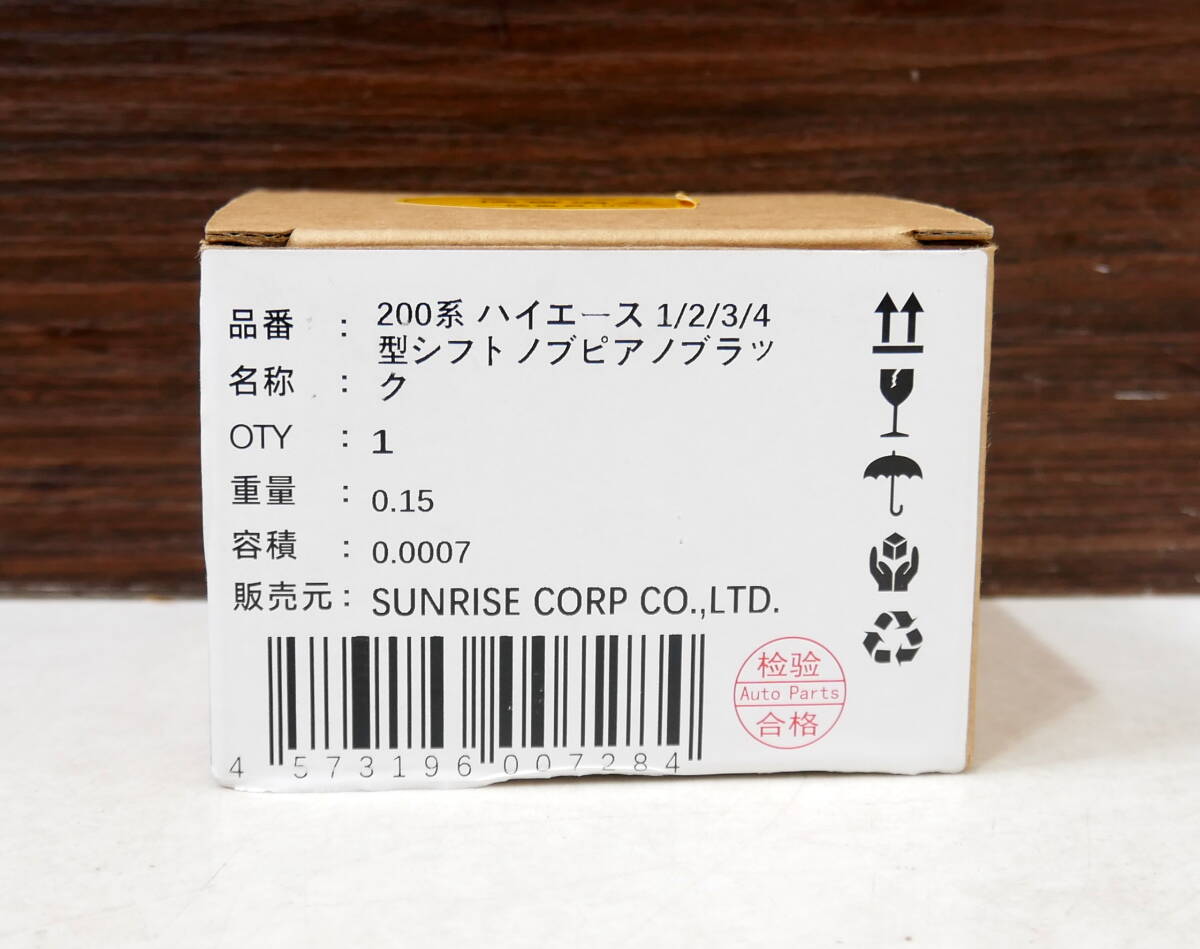 品番 : 200系 ハイエース 1/2/3/4
型シフトノブピアノブラッ
名称 : ク
QTY : 1
重量 : 0.15
容積 : 0.0007
販売元 : SUNRISE CORP CO.,LTD.
4 573196 007284
检验
Auto Parts
合格